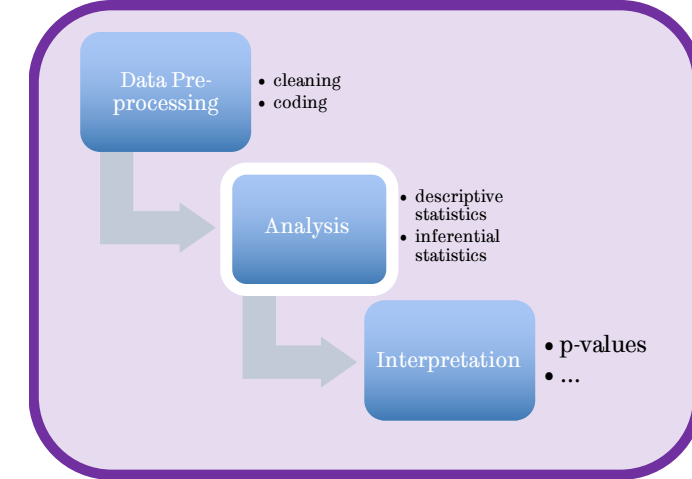 Data Pre-
processing
• cleaning
• coding
Analysis
• descriptive
statistics
• inferential
statistics
Interpretation
• p-values
• ...